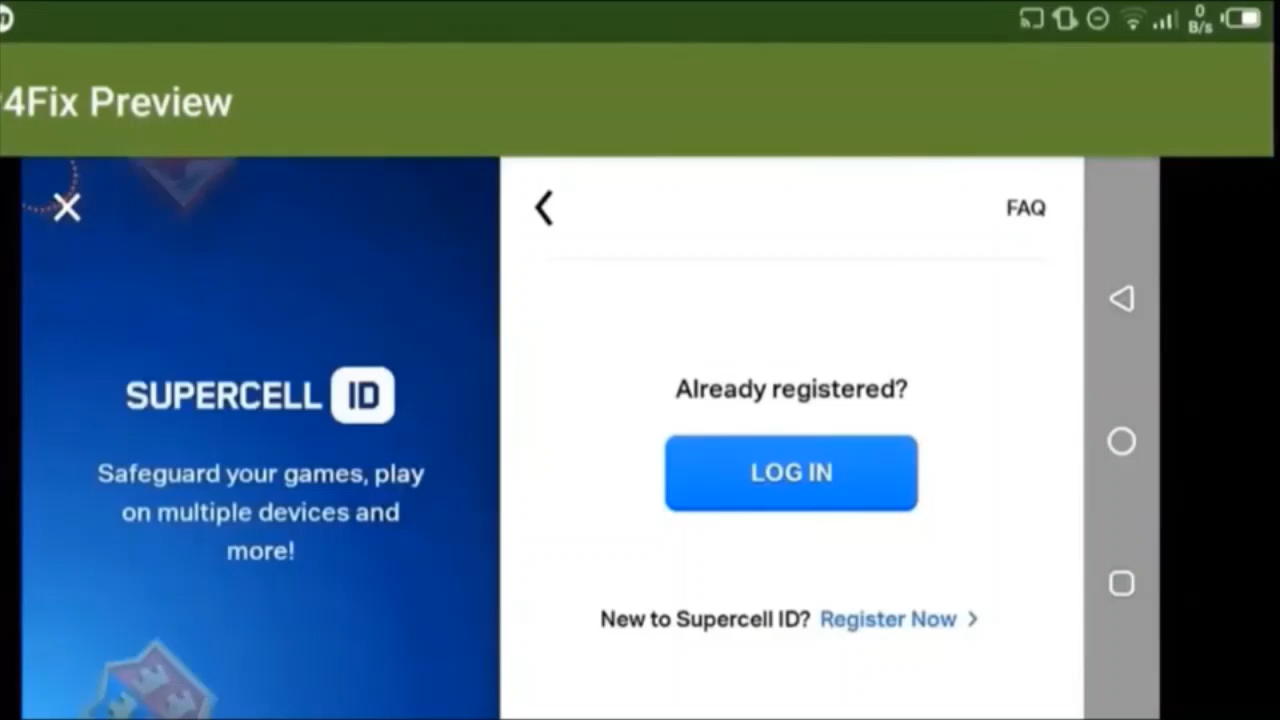 0
B/s
4Fix Preview
FAQ
SUPERCELL ID
Safeguard your games, play
on multiple devices and
more!
Already registered?
LOG IN
New to Supercell ID? Register Now >